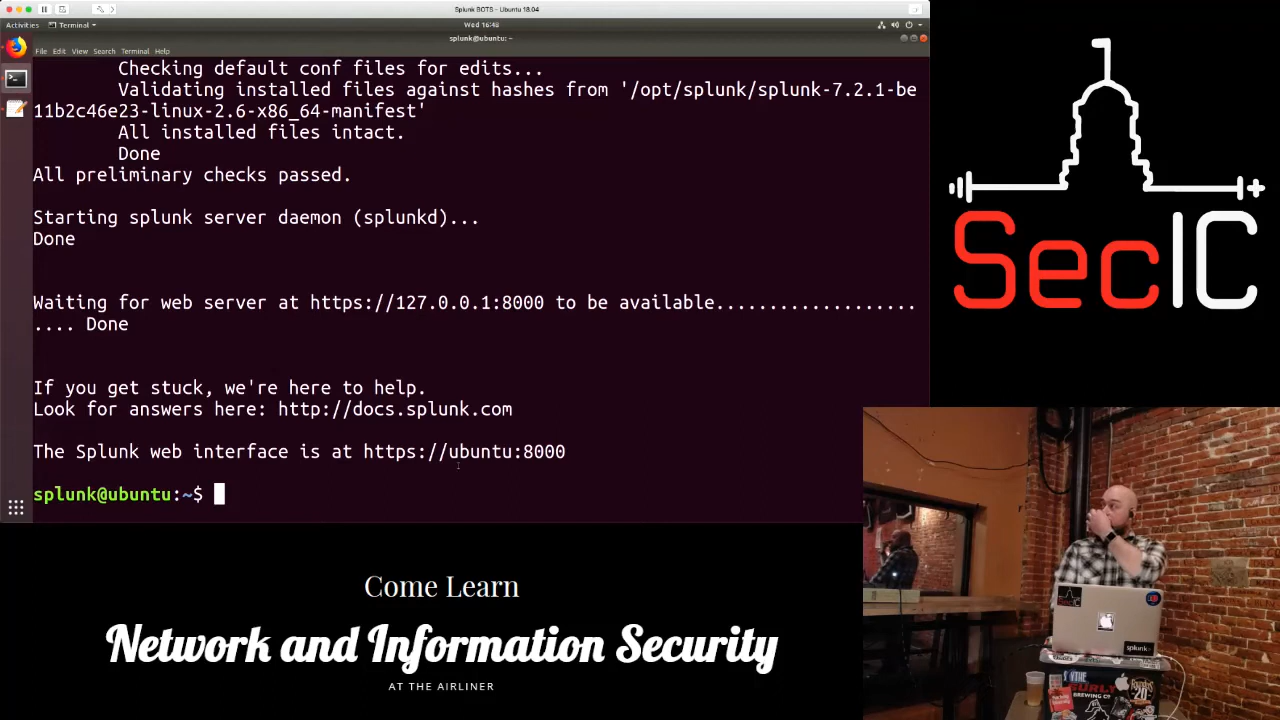 Splunk BOTS - Ubuntu 18.04
Activities
Terminal
Wed 16:48
splunk@ubuntu: ~
File Edit View Search Terminal Help
Checking default conf files for edits...
Validating installed files against hashes from '/opt/splunk/splunk-7.2.1-be
11b2c46e23-linux-2.6-x86_64-manifest'
All installed files intact.
Done
All preliminary checks passed.
Starting splunk server daemon (splunkd)...
Done
Waiting for web server at https://127.0.0.1:8000 to be available...................
.... Done
If you get stuck, we're here to help.
Look for answers here: http://docs.splunk.com
The Splunk web interface is at https://ubuntu:8000
splunk@ubuntu:~$
SecIC
Come Learn
Network and Information Security
AT THE AIRLINER
SecIC
splunk>
SURLY
BREWING CO